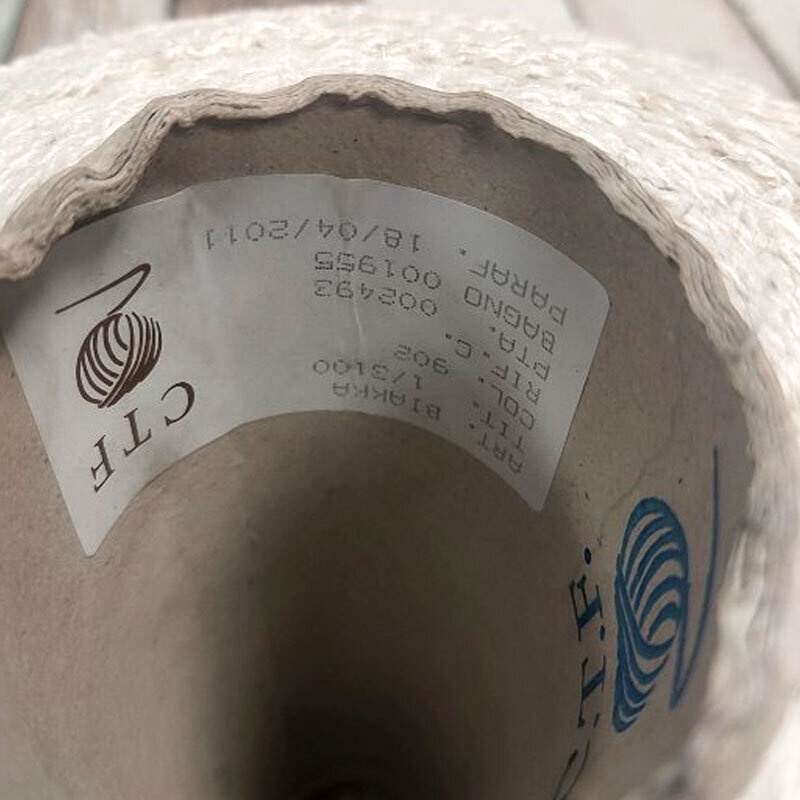 CTF
ART. BIAKKA
TIT. 1/3100
COL. 902
RIF.C.
PTA. 002493
BAGNO 001955
PARAF. 18/04/2011
C.T.F.